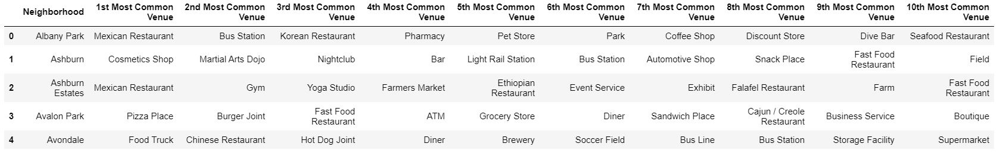 Neighborhood 1st Most Common Venue 2nd Most Common Venue 3rd Most Common Venue 4th Most Common Venue 5th Most Common Venue 6th Most Common Venue 7th Most Common Venue 8th Most Common Venue 9th Most Common Venue 10th Most Common Venue
0 Albany Park Mexican Restaurant Bus Station Korean Restaurant Pharmacy Pet Store Park Coffee Shop Discount Store Dive Bar Seafood Restaurant
1 Ashburn Cosmetics Shop Martial Arts Dojo Nightclub Bar Light Rail Station Bus Station Automotive Shop Snack Place Fast Food Restaurant Field
2 Ashburn Estates Mexican Restaurant Gym Yoga Studio Farmers Market Ethiopian Restaurant Event Service Exhibit Falafel Restaurant Farm Fast Food Restaurant
3 Avalon Park Pizza Place Burger Joint Fast Food Restaurant ATM Grocery Store Diner Sandwich Place Cajun / Creole Restaurant Business Service Boutique
4 Avondale Food Truck Chinese Restaurant Hot Dog Joint Diner Brewery Soccer Field Bus Line Bus Station Storage Facility Supermarket